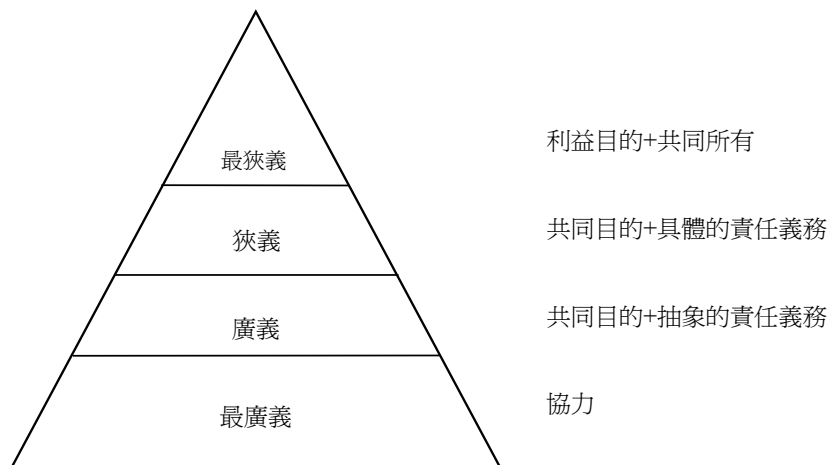 最狹義
利益目的+共同所有
狹義
共同目的+具體的責任義務
廣義
共同目的+抽象的責任義務
最廣義
協力